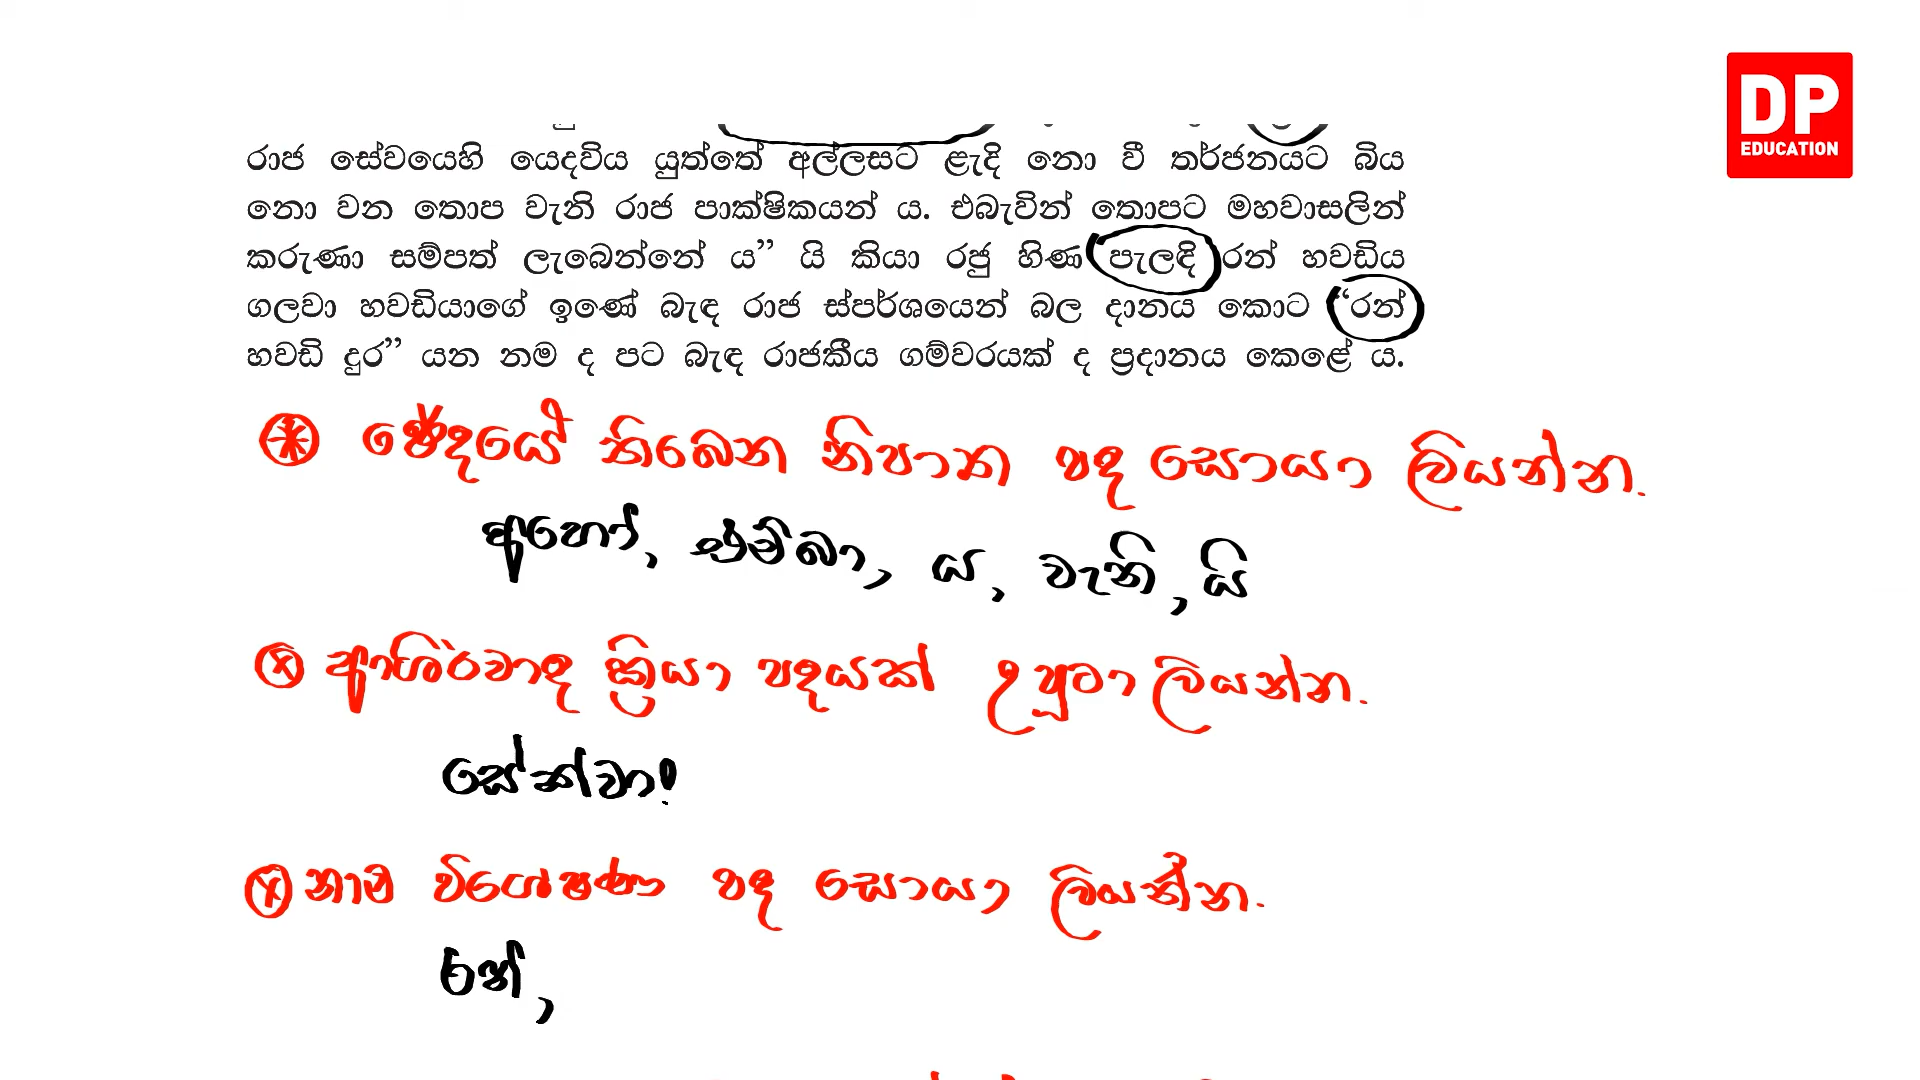 DP
EDUCATION
රාජ සේවයෙහි යෙදවිය යුත්තේ අල්ලසට ළැදි නො වී තර්ජනයට බිය
නො වන තොප වැනි රාජ පාක්ෂිකයන් ය. එබැවින් තොපට මහවාසලින්
කරුණා සම්පත් ලැබෙන්නේ ය” යි කියා රජු හිණ පැලඳි රන් හවඩිය
ගලවා හවඩියාගේ ඉණේ බැඳ රාජ ස්පර්ශයෙන් බල දානය කොට “රන්
හවඩි දුර” යන නම ද පට බැඳ රාජකීය ගම්වරයක් ද ප්‍රදානය කෙළේ ය.
ඡේදයේ තිබෙන නිපාත පද සොයා ලියන්න.
අහෝ, එම්බා, ය, වැනි, යි
ආශිර්වාද ක්‍රියා පදයක් උපුටා ලියන්න.
සේන්වා!
නාම විශේෂණ පද සොයා ලියන්න.
රන්,